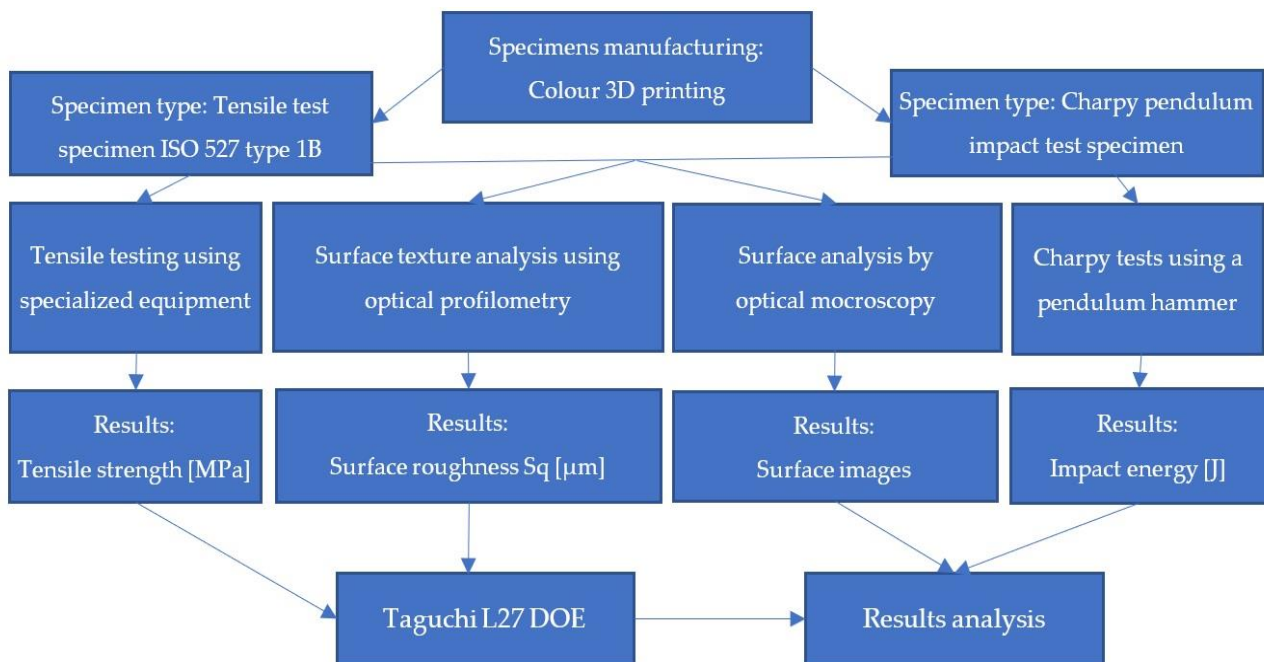 Specimens manufacturing:
Colour 3D printing
Specimen type: Tensile test
specimen ISO 527 type 1B
Specimen type: Charpy pendulum
impact test specimen
Tensile testing using
specialized equipment
Surface texture analysis using
optical profilometry
Surface analysis by
optical mocroscopy
Charpy tests using a
pendulum hammer
Results:
Tensile strength [MPa]
Results:
Surface roughness Sq [µm]
Results:
Surface images
Results:
Impact energy [J]
Taguchi L27 DOE
Results analysis